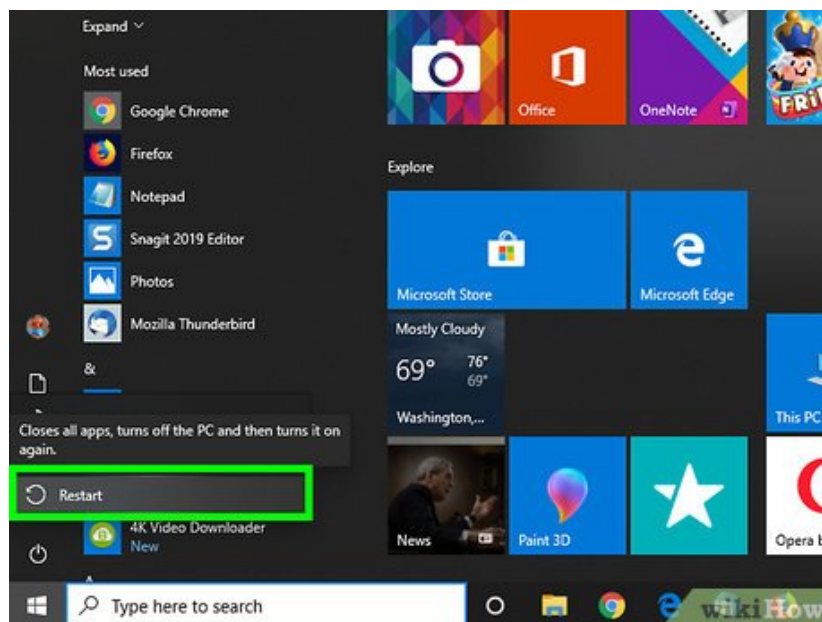 Expand
Most used
Google Chrome
Firefox
Notepad
Snagit 2019 Editor
Photos
Mozilla Thunderbird
&
Closes all apps, turns off the PC and then turns it on
again.
Restart
4K Video Downloader
New
A
Type here to search
Office
OneNote
N
FRI
Explore
Microsoft Store
Microsoft Edge
Mostly Cloudy
69° 76°
69°
Washington,...
This PC
News
Paint 3D
Opera b
wikiHow